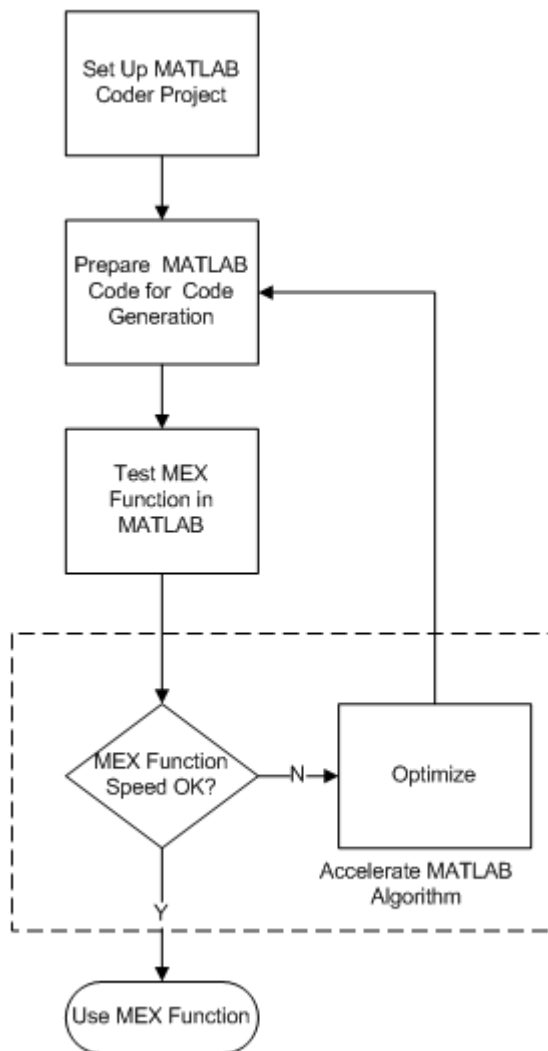 Set Up MATLAB
Coder Project
Prepare MATLAB
Code for Code
Generation
Test MEX
Function in
MATLAB
MEX Function
Speed OK?
N
Optimize
Accelerate MATLAB
Algorithm
Y
Use MEX Function